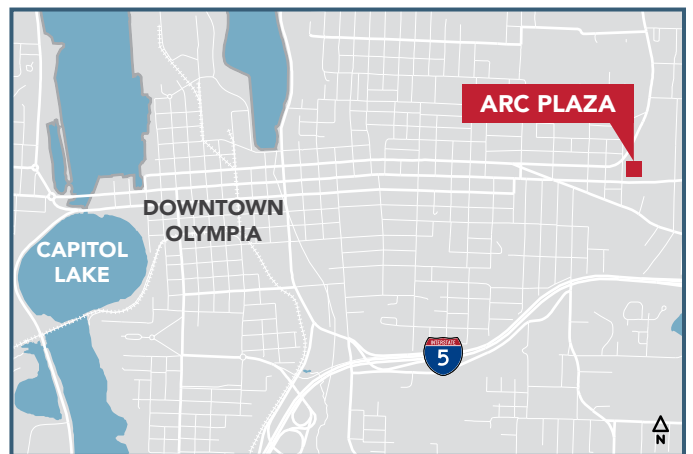 ARC PLAZA
DOWNTOWN
OLYMPIA
CAPITOL
LAKE
INTERSTATE
5
N